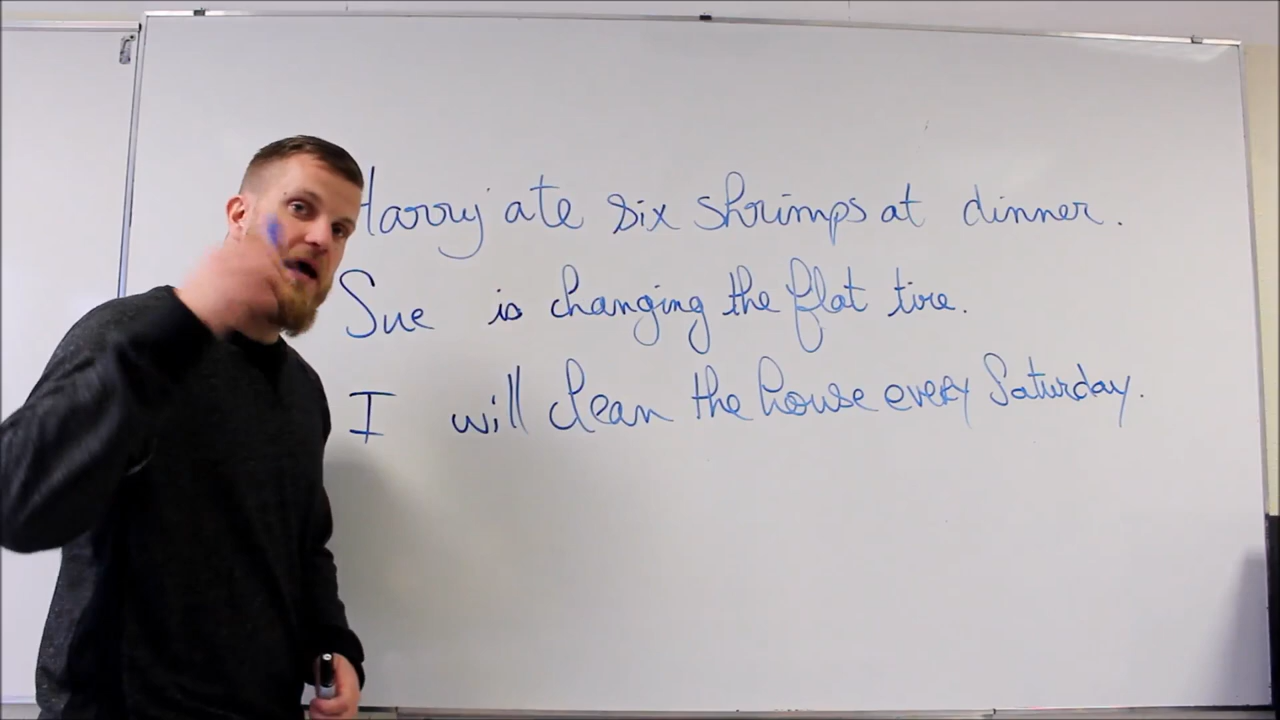 Harry ate six shrimps at dinner.
Sue is changing the flat tire.
I will clean the house every Saturday.